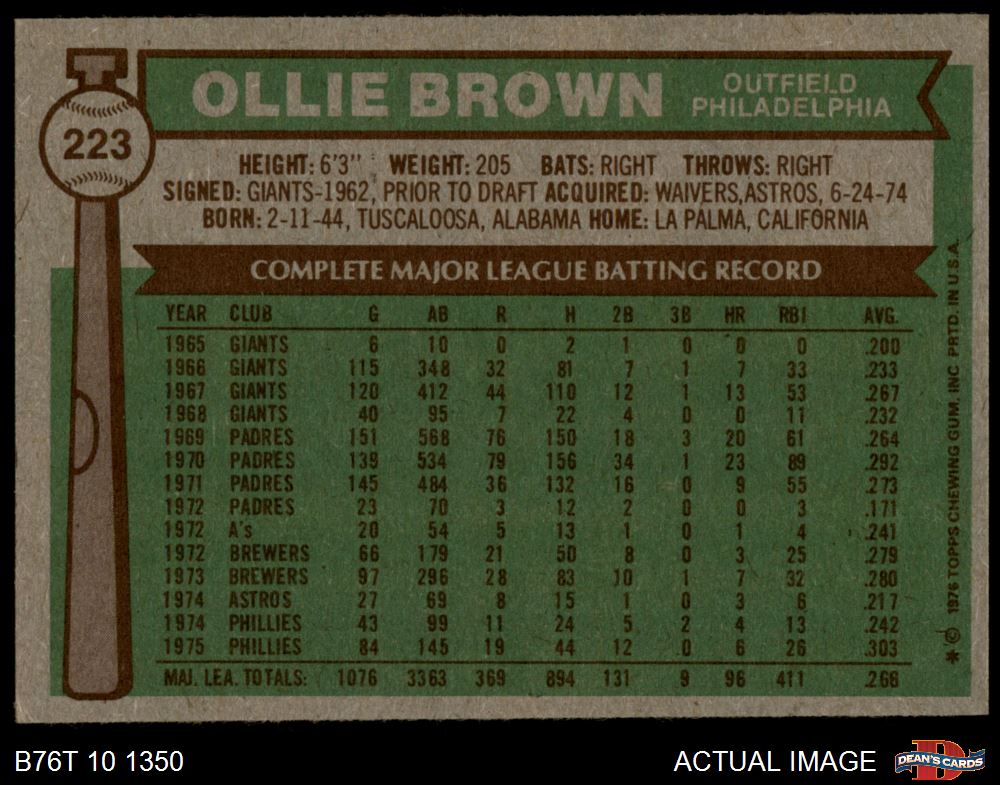 T
223
OLLIE BROWN
OUTFIELD
PHILADELPHIA
HEIGHT: 6'3" WEIGHT: 205 BATS: RIGHT THROWS: RIGHT
SIGNED: GIANTS-1962, PRIOR TO DRAFT ACQUIRED: WAIVERS,ASTROS, 6-24-74
BORN: 2-11-44, TUSCALOOSA, ALABAMA HOME: LA PALMA, CALIFORNIA
COMPLETE MAJOR LEAGUE BATTING RECORD
YEAR CLUB G AB R H 2B 3B HR RBI AVG.
1965 GIANTS 6 10 0 2 1 0 0 0 .200
1966 GIANTS 115 348 32 81 7 1 7 33 .233
1967 GIANTS 120 412 44 110 12 1 13 53 .267
1968 GIANTS 40 95 7 22 4 0 0 11 .232
1969 PADRES 151 568 76 150 18 3 20 61 .264
1970 PADRES 139 534 79 156 34 1 23 89 .292
1971 PADRES 145 484 36 132 16 0 9 55 .273
1972 PADRES 23 70 3 12 2 0 0 3 .171
1972 A's 20 54 5 13 1 0 1 4 .241
1972 BREWERS 66 179 21 50 8 0 3 25 .279
1973 BREWERS 97 296 28 83 10 1 7 32 .280
1974 ASTROS 27 69 8 15 1 0 3 6 .217
1974 PHILLIES 43 99 11 24 5 2 4 13 .242
1975 PHILLIES 84 145 19 44 12 0 6 26 .303
MAJ. LEA. TOTALS: 1076 3363 369 894 131 9 96 411 .266
* © 1976 TOPPS CHEWING GUM, INC PRTD. IN U.S.A.
B76T 10 1350
ACTUAL IMAGE
D
DEAN'S CARDS